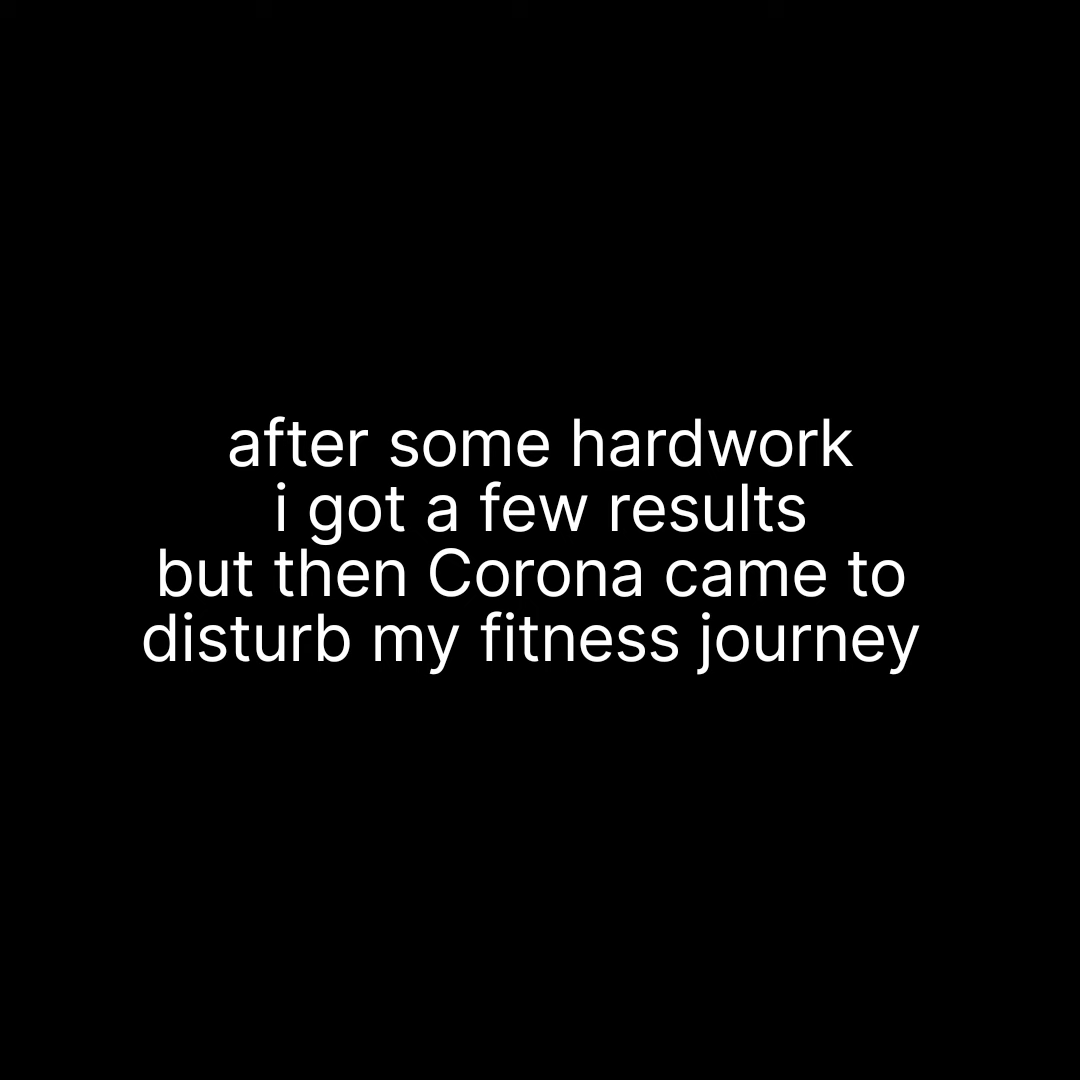 after some hardwork
i got a few results
but then Corona came to
disturb my fitness journey